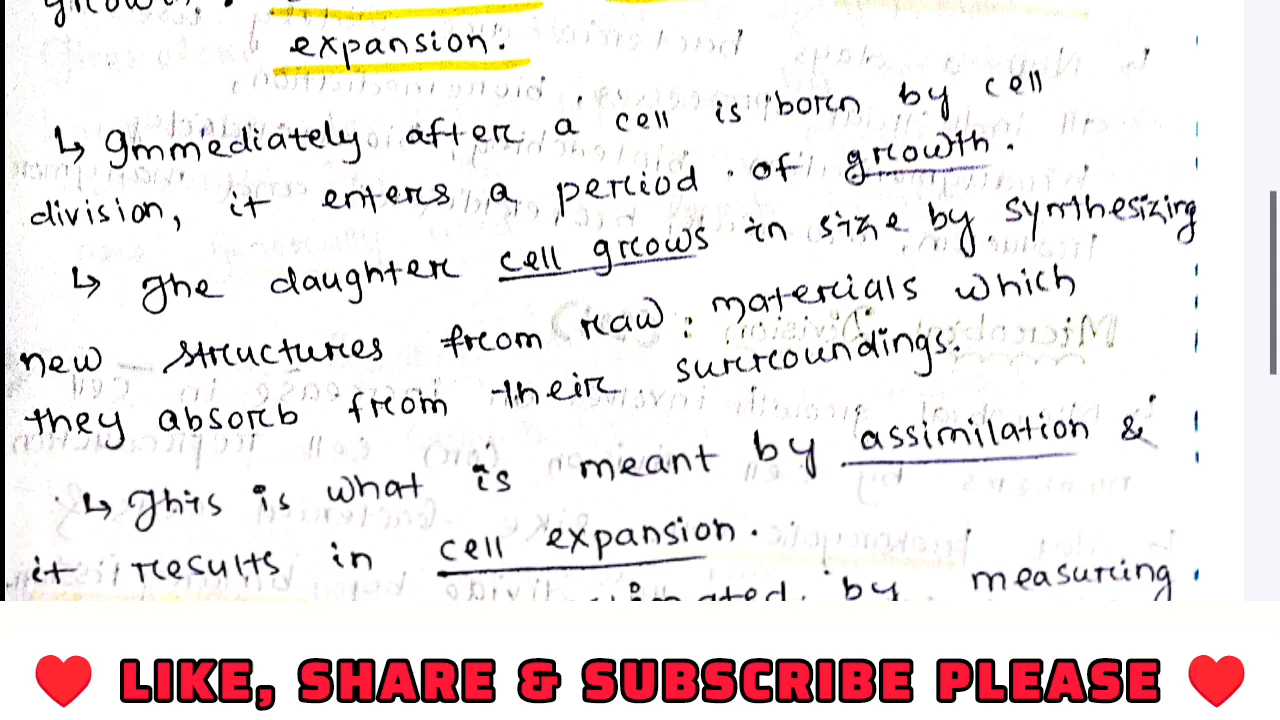 expansion.
↳ Immediately after a cell is born by cell
division, it enters a period of growth.
↳ The daughter cell grows in size by synthesizing
new structures from raw materials which
they absorb from their surroundings.
↳ This is what is meant by assimilation &
it results in cell expansion.
by measuring
LIKE, SHARE & SUBSCRIBE PLEASE